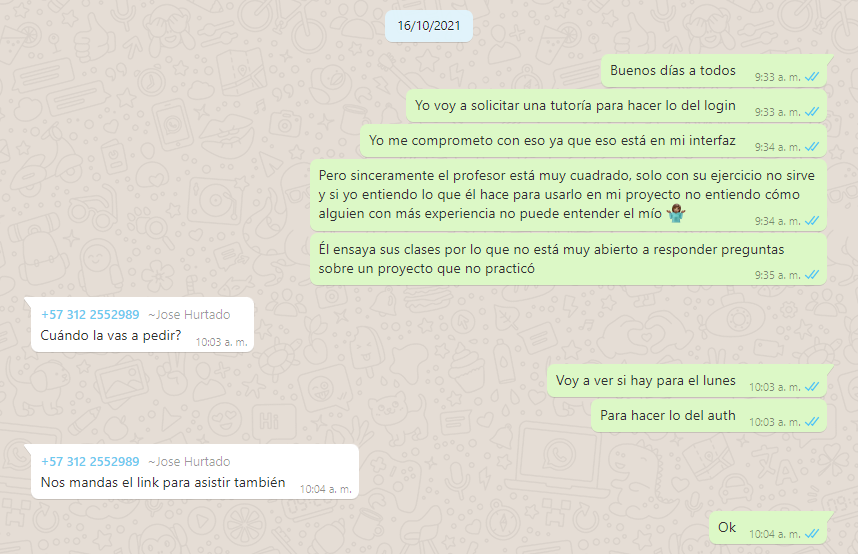 16/10/2021
Buenos días a todos 9:33 a. m.
Yo voy a solicitar una tutoría para hacer lo del login 9:33 a. m.
Yo me comprometo con eso ya que eso está en mi interfaz 9:34 a. m.
Pero sinceramente el profesor está muy cuadrado, solo con su ejercicio no sirve
y si yo entiendo lo que él hace para usarlo en mi proyecto no entiendo cómo
alguien con más experiencia no puede entender el mío 🤷🏾‍♀️ 9:34 a. m.
Él ensaya sus clases por lo que no está muy abierto a responder preguntas
sobre un proyecto que no practicó 9:35 a. m.
+57 312 2552989 ~Jose Hurtado
Cuándo la vas a pedir? 10:03 a. m.
Voy a ver si hay para el lunes 10:03 a. m.
Para hacer lo del auth 10:03 a. m.
+57 312 2552989 ~Jose Hurtado
Nos mandas el link para asistir también 10:04 a. m.
Ok 10:04 a. m.